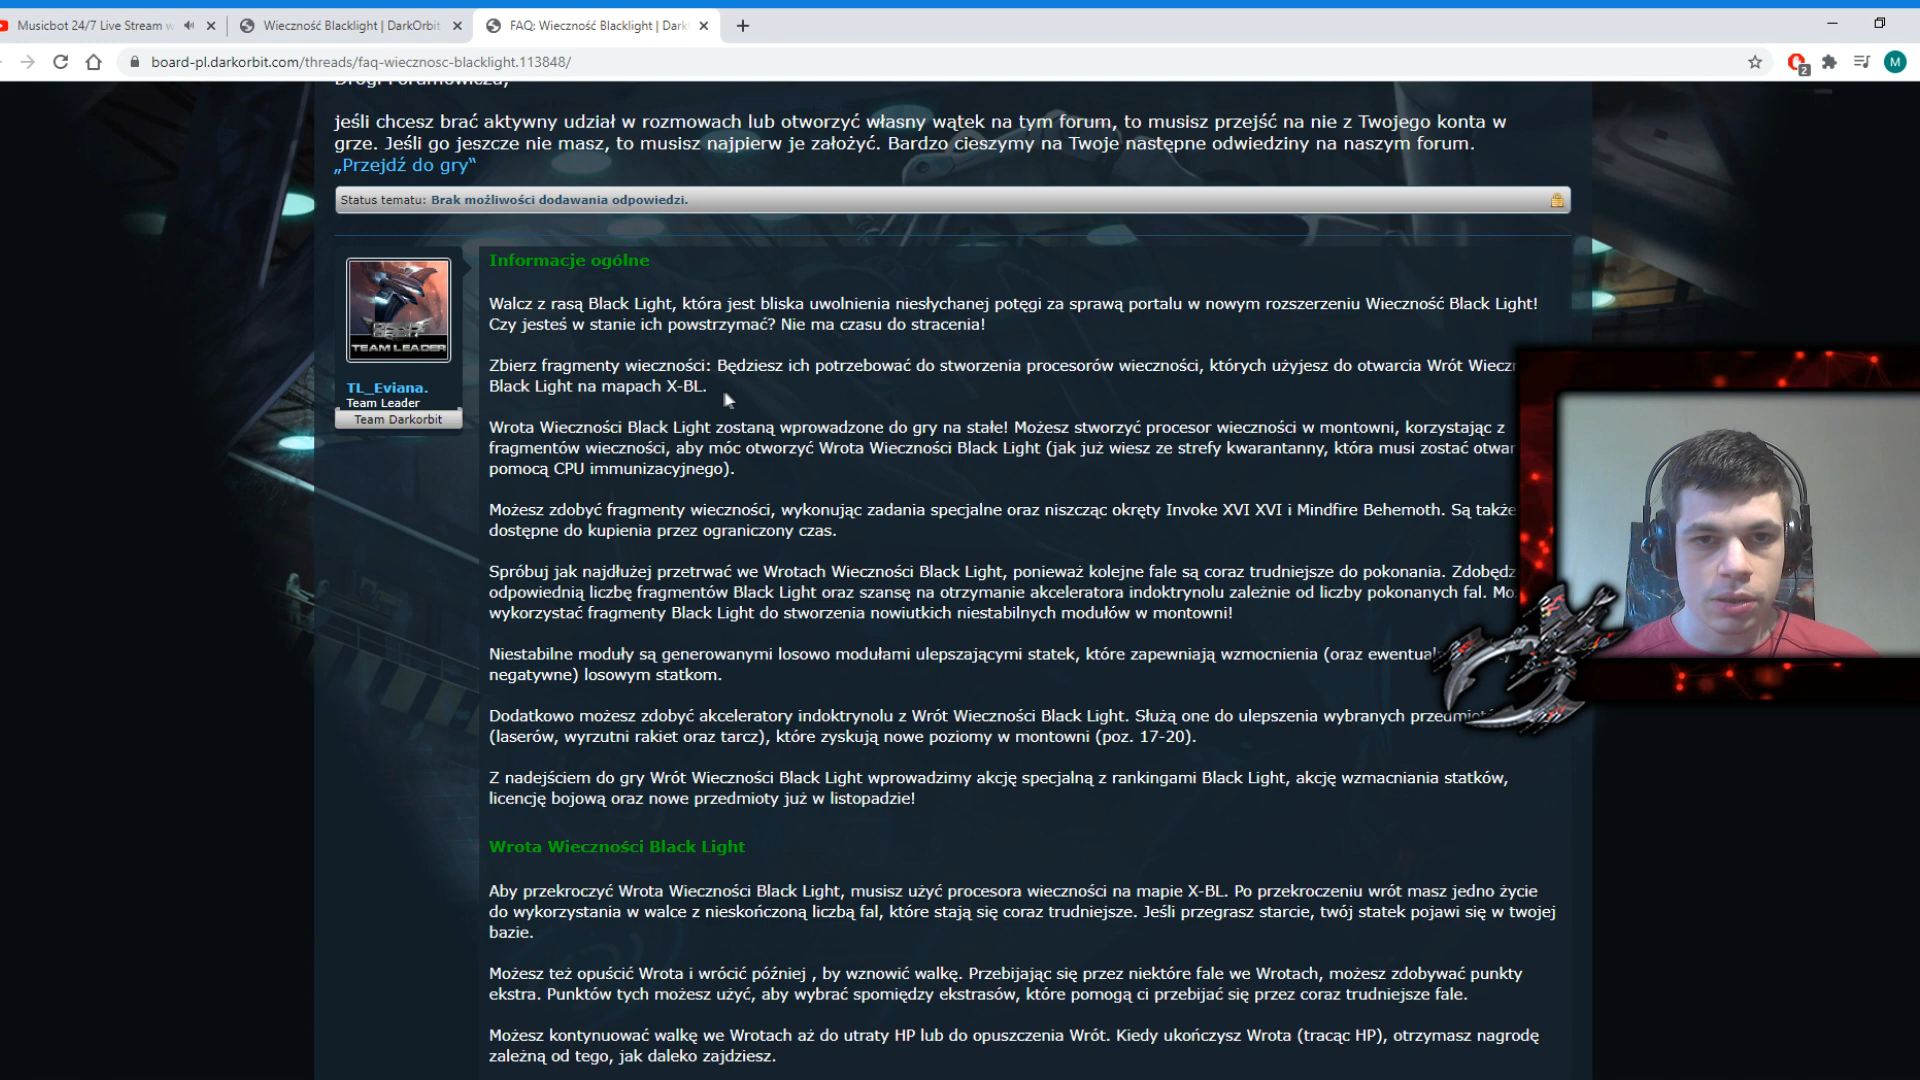 Musicbot 24/7 Live Stream w
Wieczność Blacklight | DarkOrbit
FAQ: Wieczność Blacklight | Dark
board-pl.darkorbit.com/threads/faq-wiecznosc-blacklight.113848/
2
M
Drogi Forumowiczu,
jeśli chcesz brać aktywny udział w rozmowach lub otworzyć własny wątek na tym forum, to musisz przejść na nie z Twojego konta w
grze. Jeśli go jeszcze nie masz, to musisz najpierw je założyć. Bardzo cieszymy na Twoje następne odwiedziny na naszym forum.
„Przejdź do gry“
Status tematu: Brak możliwości dodawania odpowiedzi.
TEAM LEADER
TL_Eviana.
Team Leader
Team Darkorbit
Informacje ogólne
Walcz z rasą Black Light, która jest bliska uwolnienia niesłychanej potęgi za sprawą portalu w nowym rozszerzeniu Wieczność Black Light!
Czy jesteś w stanie ich powstrzymać? Nie ma czasu do stracenia!
Zbierz fragmenty wieczności: Będziesz ich potrzebować do stworzenia procesorów wieczności, których użyjesz do otwarcia Wrót Wieczn
Black Light na mapach X-BL.
Wrota Wieczności Black Light zostaną wprowadzone do gry na stałe! Możesz stworzyć procesor wieczności w montowni, korzystając z
fragmentów wieczności, aby móc otworzyć Wrota Wieczności Black Light (jak już wiesz ze strefy kwarantanny, która musi zostać otwar
pomocą CPU immunizacyjnego).
Możesz zdobyć fragmenty wieczności, wykonując zadania specjalne oraz niszcząc okręty Invoke XVI XVI i Mindfire Behemoth. Są także
dostępne do kupienia przez ograniczony czas.
Spróbuj jak najdłużej przetrwać we Wrotach Wieczności Black Light, ponieważ kolejne fale są coraz trudniejsze do pokonania. Zdobędz
odpowiednią liczbę fragmentów Black Light oraz szansę na otrzymanie akceleratora indoktrynolu zależnie od liczby pokonanych fal. Mo
wykorzystać fragmenty Black Light do stworzenia nowiutkich niestabilnych modułów w montowni!
Niestabilne moduły są generowanymi losowo modułami ulepszającymi statek, które zapewniają wzmocnienia (oraz ewentual
negatywne) losowym statkom.
Dodatkowo możesz zdobyć akceleratory indoktrynolu z Wrót Wieczności Black Light. Służą one do ulepszenia wybranych przedmiot
(laserów, wyrzutni rakiet oraz tarcz), które zyskują nowe poziomy w montowni (poz. 17-20).
Z nadejściem do gry Wrót Wieczności Black Light wprowadzimy akcję specjalną z rankingami Black Light, akcję wzmacniania statków,
licencję bojową oraz nowe przedmioty już w listopadzie!
Wrota Wieczności Black Light
Aby przekroczyć Wrota Wieczności Black Light, musisz użyć procesora wieczności na mapie X-BL. Po przekroczeniu wrót masz jedno życie
do wykorzystania w walce z nieskończoną liczbą fal, które stają się coraz trudniejsze. Jeśli przegrasz starcie, twój statek pojawi się w twojej
bazie.
Możesz też opuścić Wrota i wrócić później , by wznowić walkę. Przebijając się przez niektóre fale we Wrotach, możesz zdobywać punkty
ekstra. Punktów tych możesz użyć, aby wybrać spomiędzy ekstrasów, które pomogą ci przebijać się przez coraz trudniejsze fale.
Możesz kontynuować walkę we Wrotach aż do utraty HP lub do opuszczenia Wrót. Kiedy ukończysz Wrota (tracąc HP), otrzymasz nagrodę
zależną od tego, jak daleko zajdziesz.